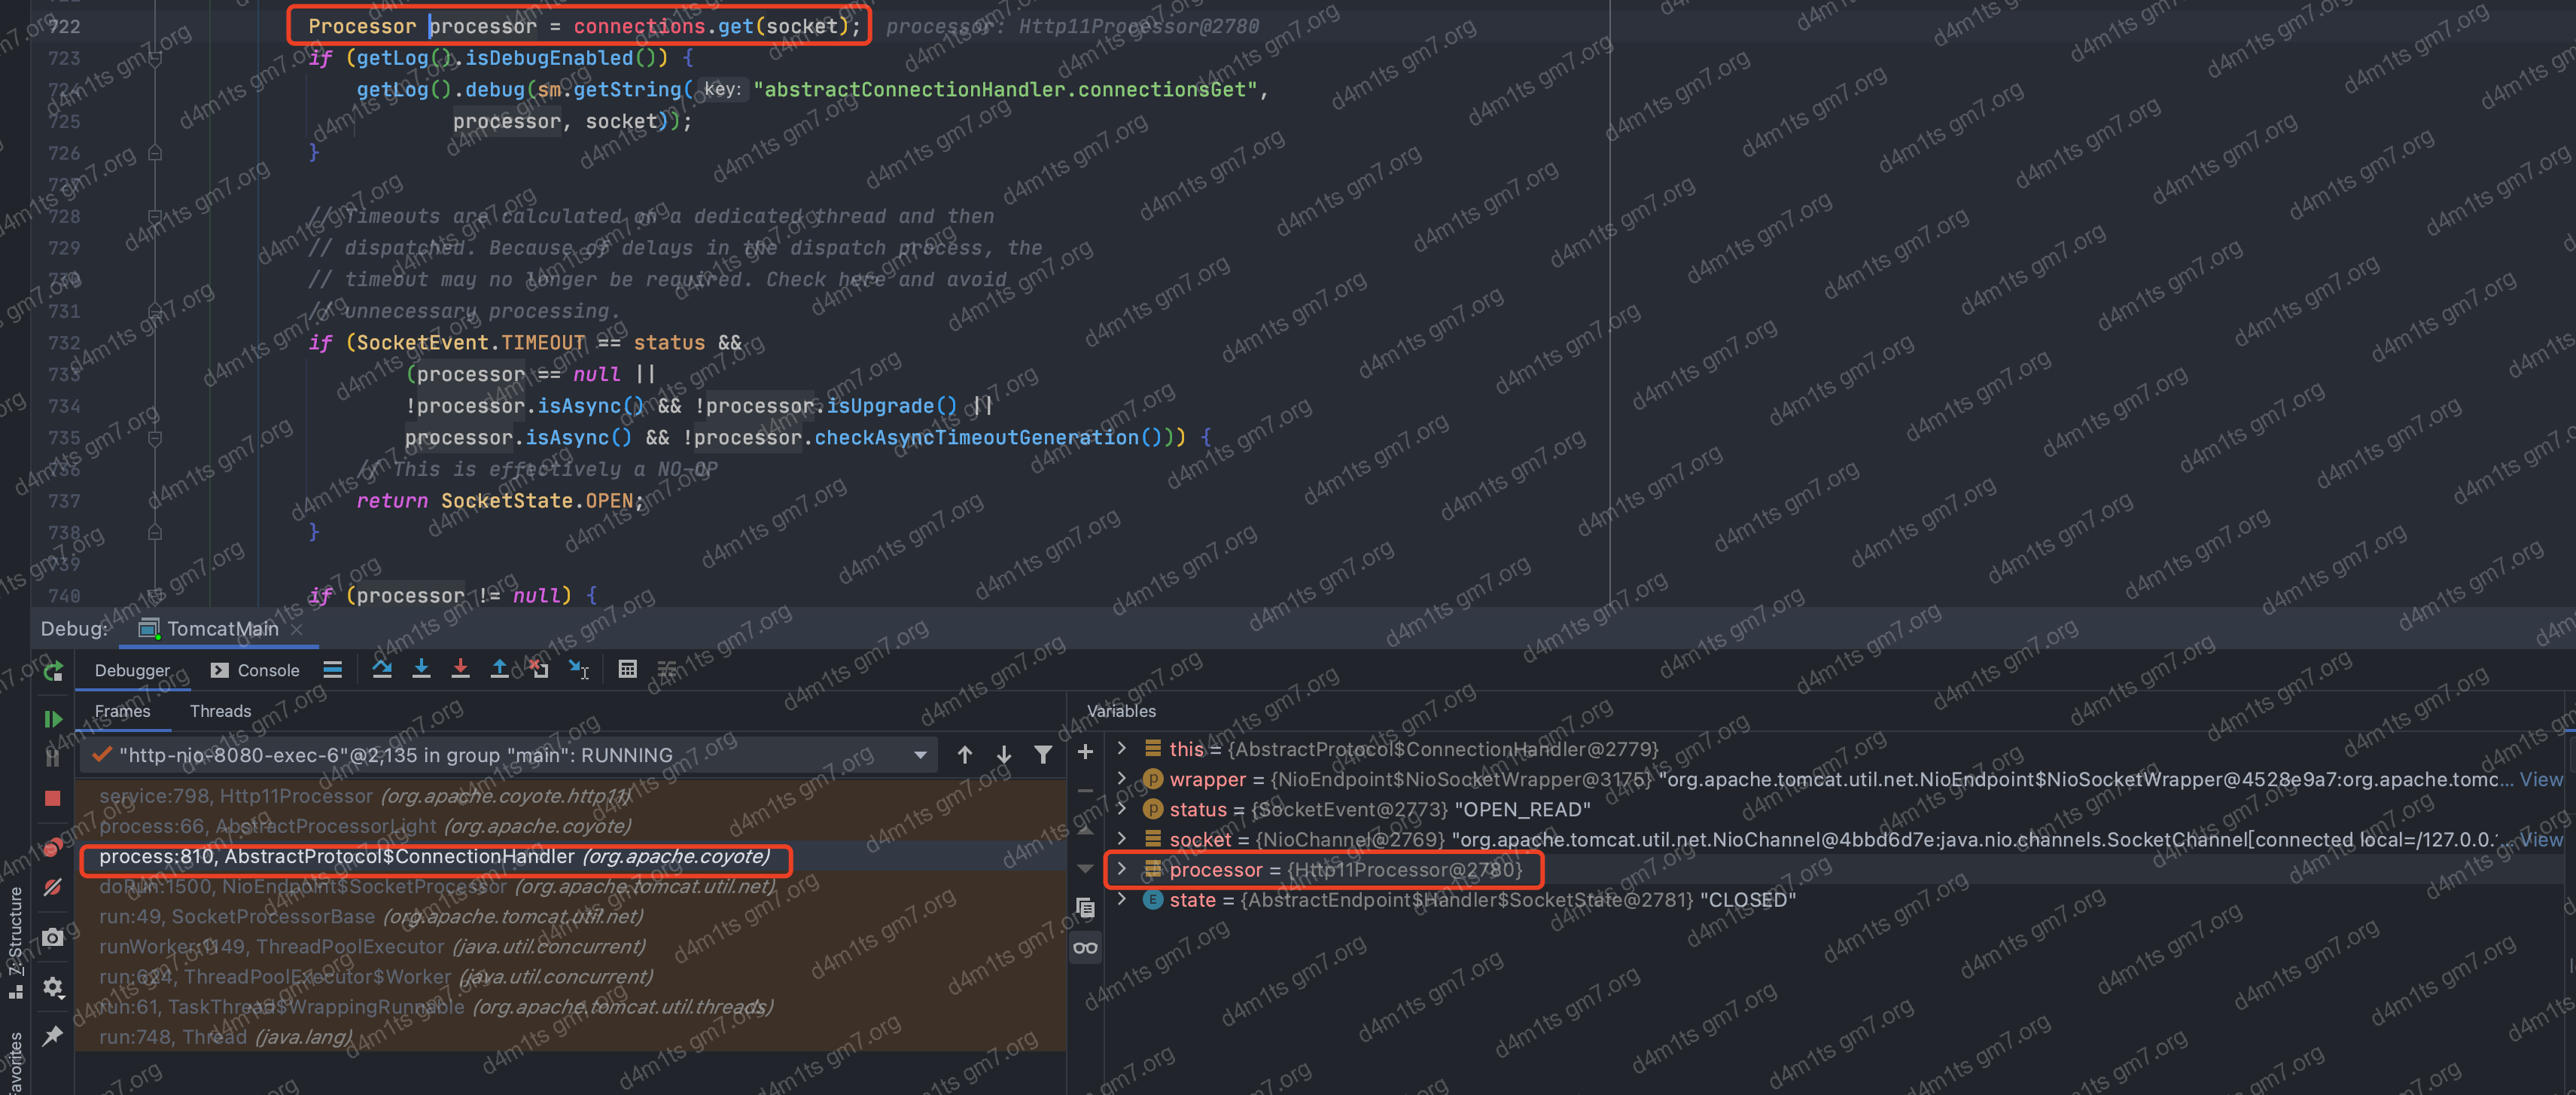 722 Processor processor = connections.get(socket); processor: Http11Processor@2780
723 if (getLog().isDebugEnabled()) {
724 getLog().debug(sm.getString( key: "abstractConnectionHandler.connectionsGet",
725 processor, socket));
726 }
727
728 // Timeouts are calculated on a dedicated thread and then
729 // dispatched. Because of delays in the dispatch process, the
730 // timeout may no longer be required. Check here and avoid
731 // unnecessary processing.
732 if (SocketEvent.TIMEOUT == status &&
733 (processor == null ||
734 !processor.isAsync() && !processor.isUpgrade() ||
735 processor.isAsync() && !processor.checkAsyncTimeoutGeneration())) {
736 // This is effectively a NO-OP
737 return SocketState.OPEN;
738 }
739
740 if (processor != null) {
Debug: TomcatMain
Debugger Console
Frames Threads
"http-nio-8080-exec-6"@2,135 in group "main": RUNNING
service:798, Http11Processor (org.apache.coyote.http11)
process:66, AbstractProcessorLight (org.apache.coyote)
process:810, AbstractProtocol$ConnectionHandler (org.apache.coyote)
doRun:1500, NioEndpoint$SocketProcessor (org.apache.tomcat.util.net)
run:49, SocketProcessorBase (org.apache.tomcat.util.net)
runWorker:1149, ThreadPoolExecutor (java.util.concurrent)
run:624, ThreadPoolExecutor$Worker (java.util.concurrent)
run:61, TaskThread$WrappingRunnable (org.apache.tomcat.util.threads)
run:748, Thread (java.lang)
Variables
this = {AbstractProtocol$ConnectionHandler@2779}
wrapper = {NioEndpoint$NioSocketWrapper@3175} "org.apache.tomcat.util.net.NioEndpoint$NioSocketWrapper@4528e9a7:org.apache.tomc... View
status = {SocketEvent@2773} "OPEN_READ"
socket = {NioChannel@2769} "org.apache.tomcat.util.net.NioChannel@4bbd6d7e:java.nio.channels.SocketChannel[connected local=/127.0.0.... View
processor = {Http11Processor@2780}
state = {AbstractEndpoint$Handler$SocketState@2781} "CLOSED"
7: Structure
Favorites
d4m1ts gm7.org